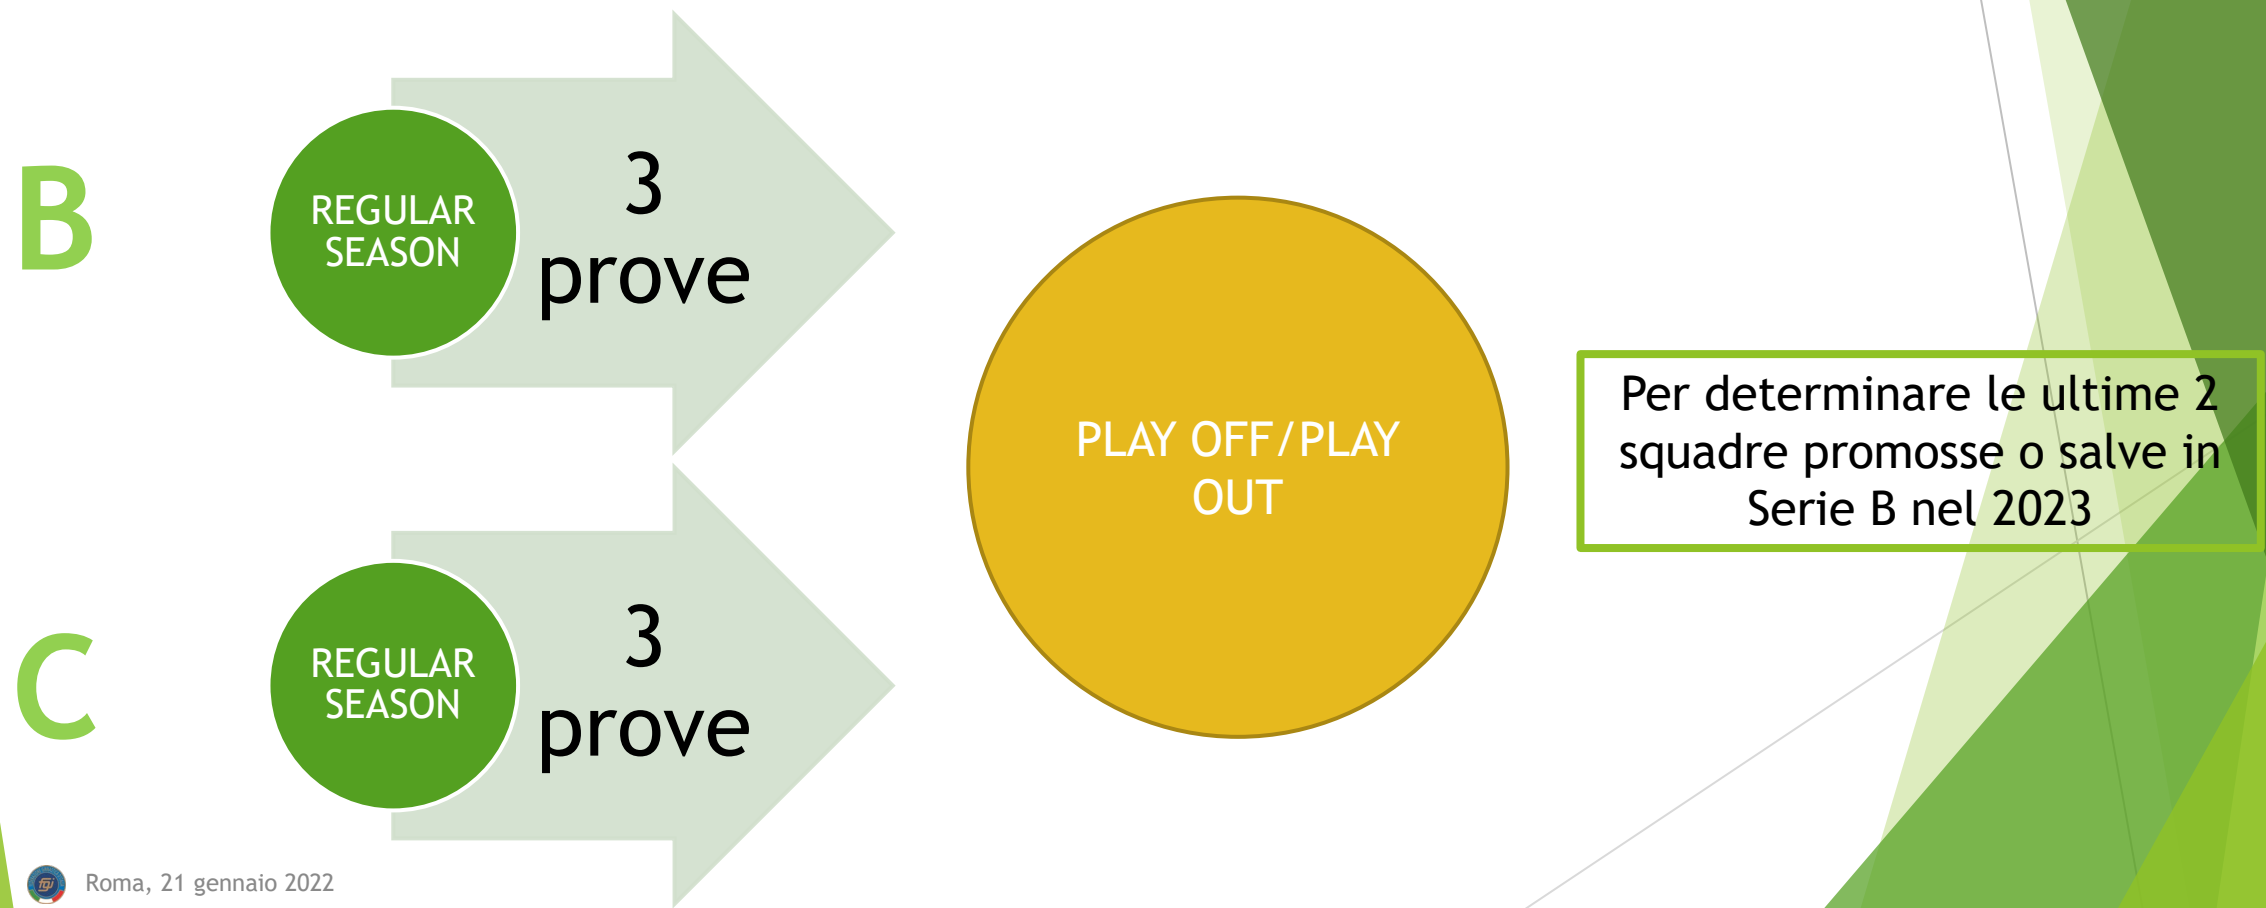 B
REGULAR
SEASON
3
prove
PLAY OFF/PLAY
OUT
Per determinare le ultime 2
squadre promosse o salve in
Serie B nel 2023
C
REGULAR
SEASON
3
prove
fgi
Roma, 21 gennaio 2022